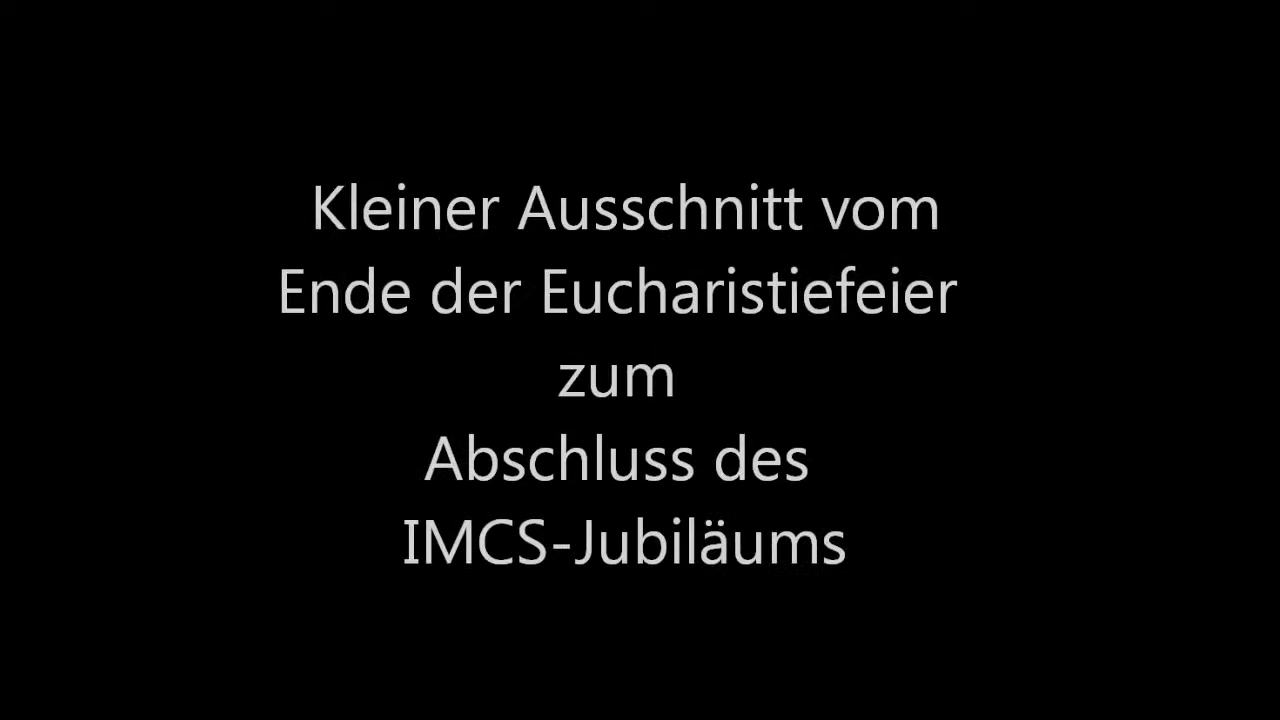 Kleiner Ausschnitt vom
Ende der Eucharistiefeier
zum
Abschluss des
IMCS-Jubiläums